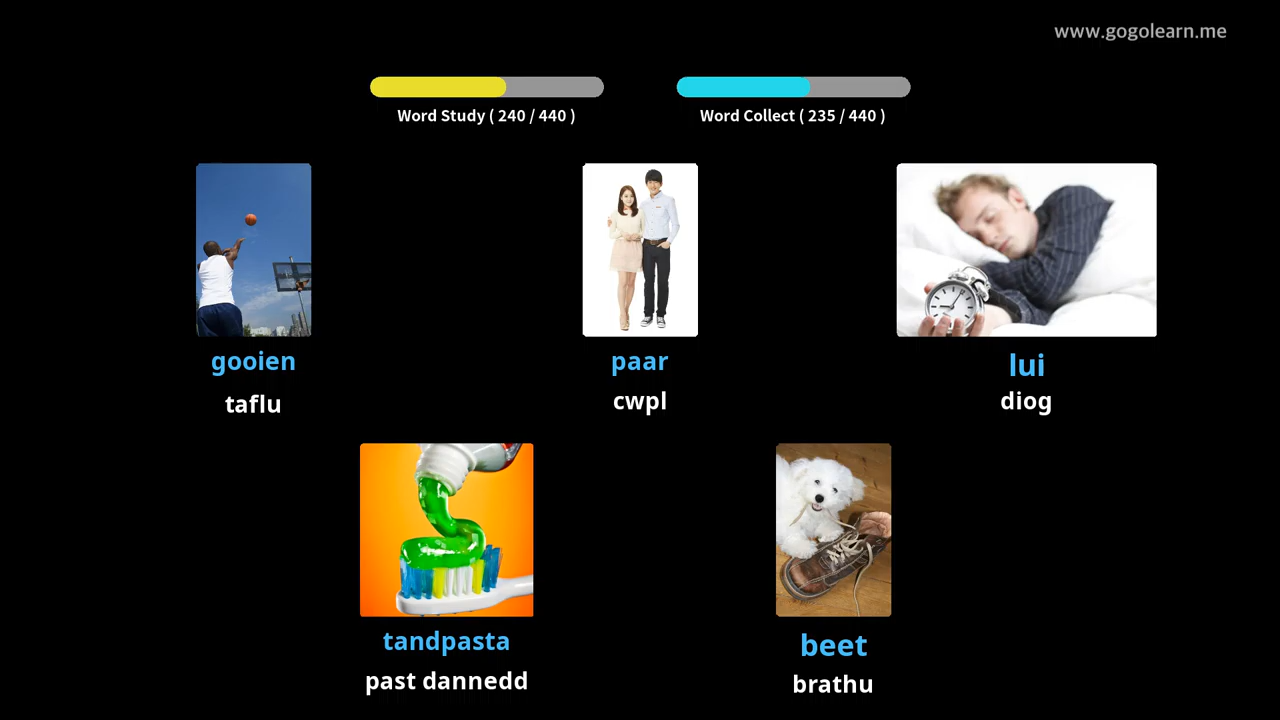 www.gogolearn.me
Word Study ( 240 / 440 )
Word Collect ( 235 / 440 )
gooien
taflu
paar
cwpl
lui
diog
tandpasta
past dannedd
beet
brathu